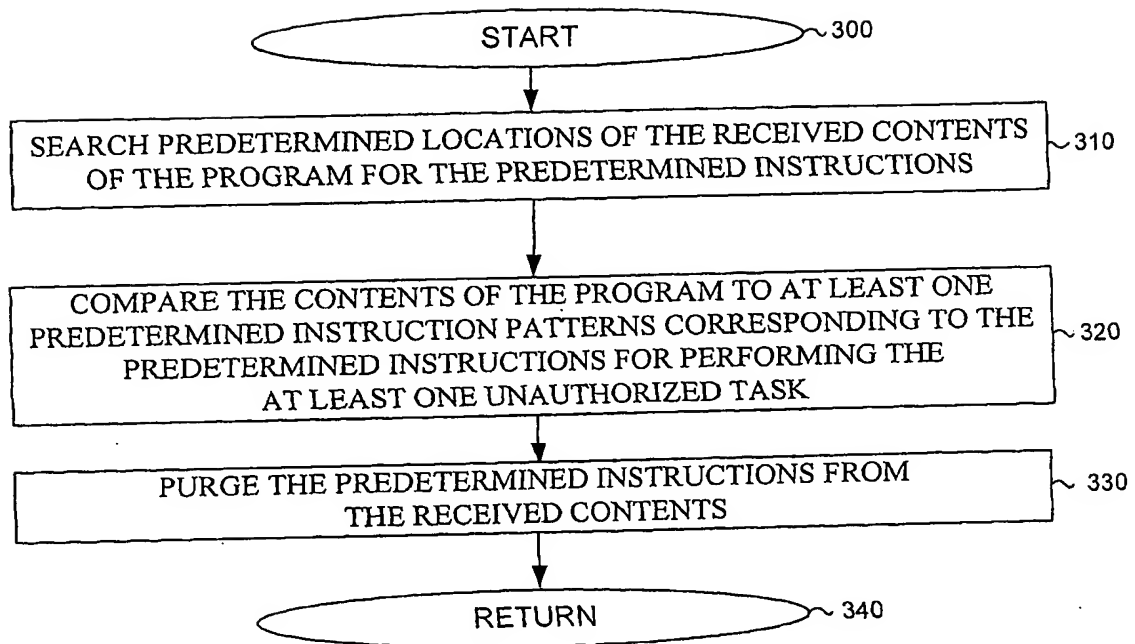 START
300
SEARCH PREDETERMINED LOCATIONS OF THE RECEIVED CONTENTS
OF THE PROGRAM FOR THE PREDETERMINED INSTRUCTIONS
310
COMPARE THE CONTENTS OF THE PROGRAM TO AT LEAST ONE
PREDETERMINED INSTRUCTION PATTERNS CORRESPONDING TO THE
PREDETERMINED INSTRUCTIONS FOR PERFORMING THE
AT LEAST ONE UNAUTHORIZED TASK
320
PURGE THE PREDETERMINED INSTRUCTIONS FROM
THE RECEIVED CONTENTS
330
RETURN
340